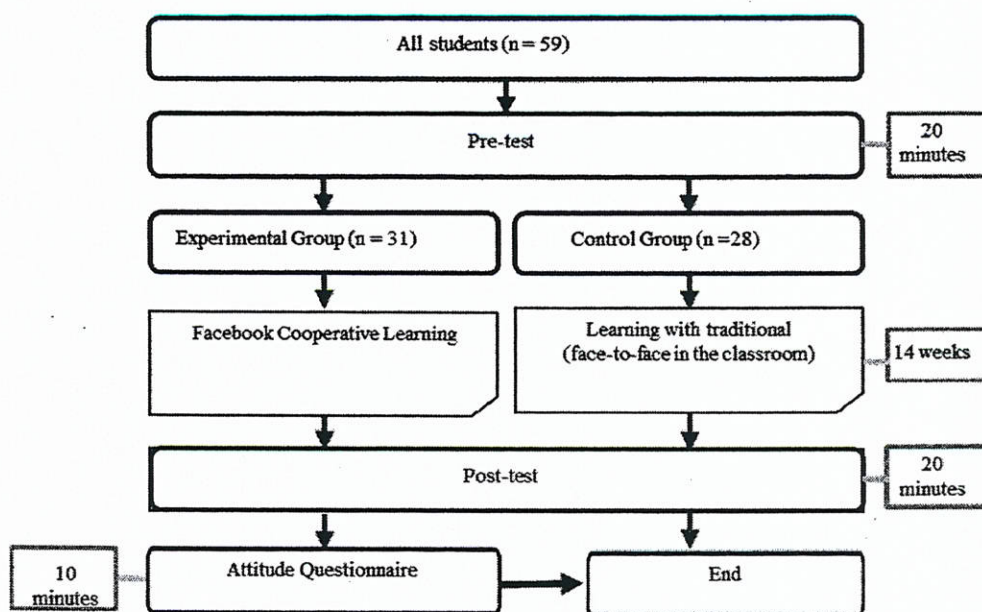 All students (n = 59)
Pre-test
20
minutes
Experimental Group (n = 31)
Control Group (n =28)
Facebook Cooperative Learning
Learning with traditional
(face-to-face in the classroom)
14 weeks
Post-test
20
minutes
10
minutes
Attitude Questionnaire
End